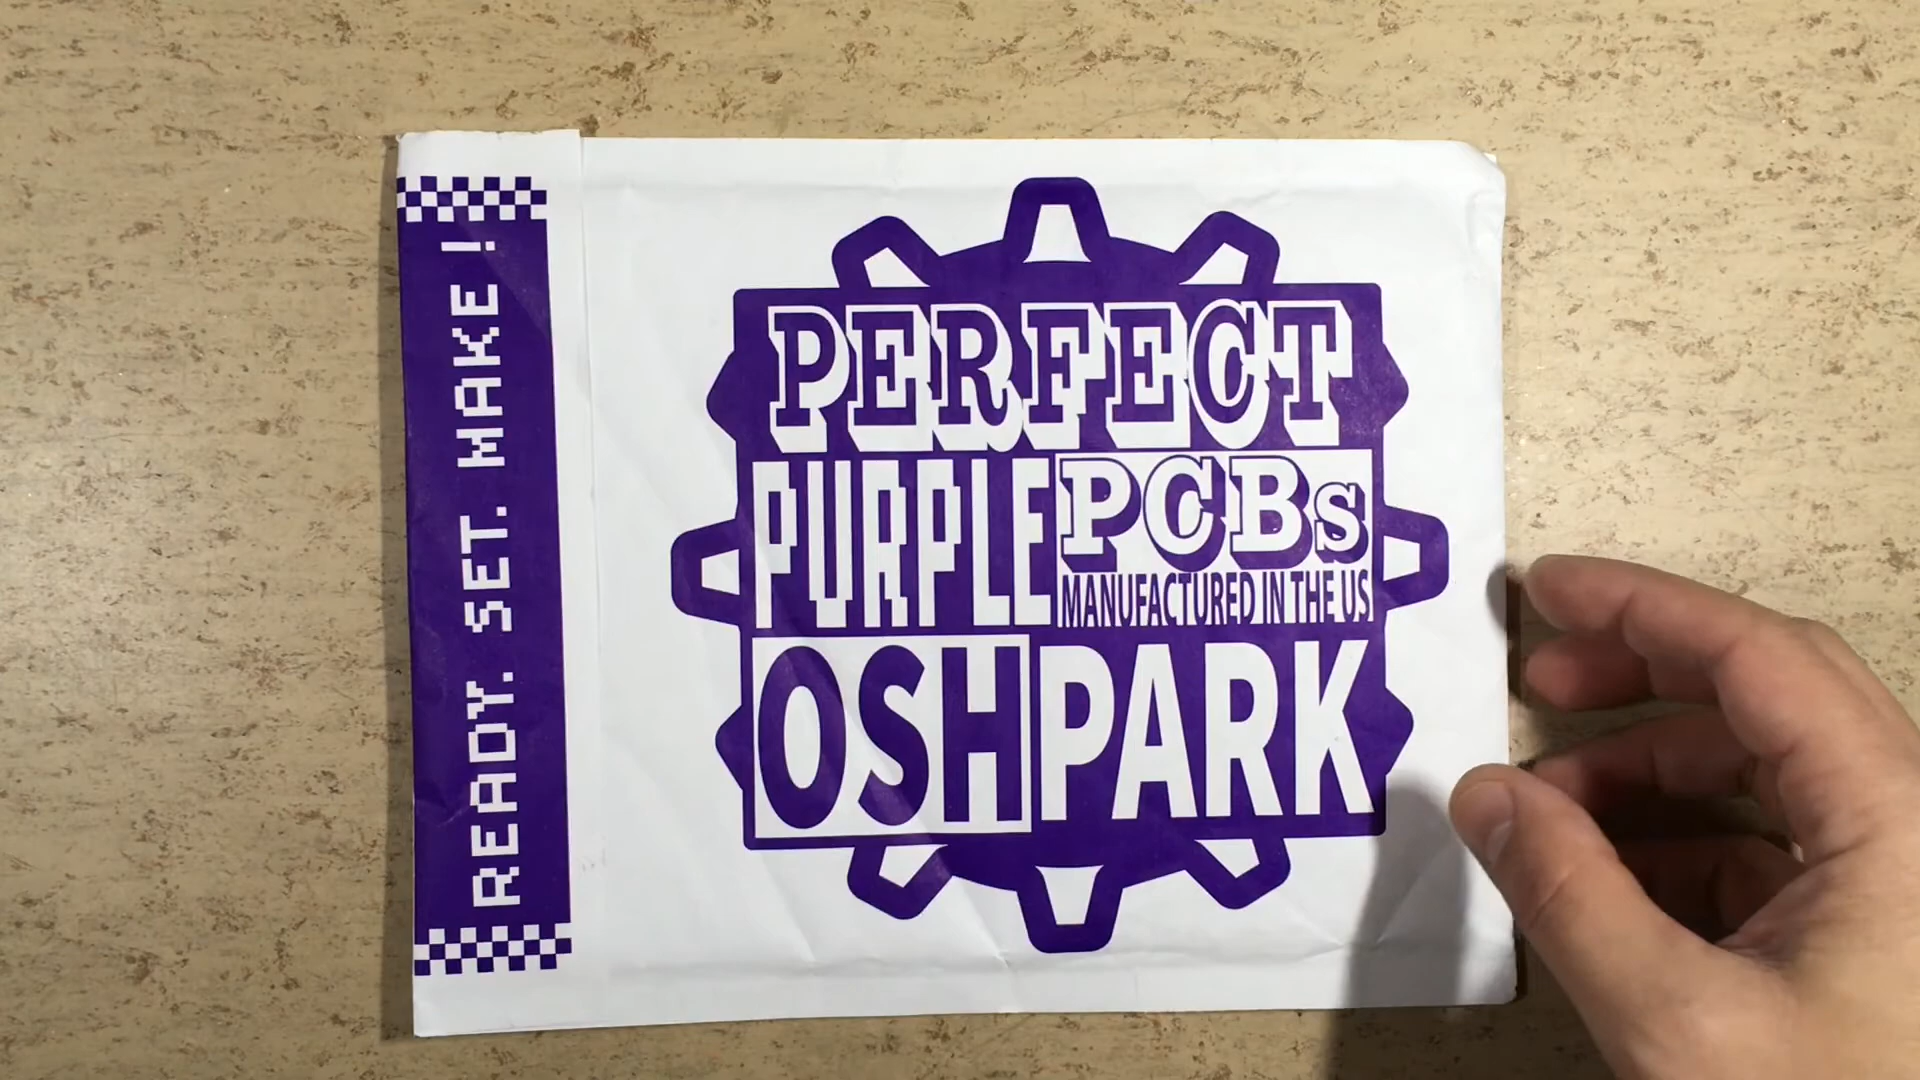 READY. SET. MAKE!
PERFECT
PURPLE PCBs
MANUFACTURED IN THE US
OSHPARK